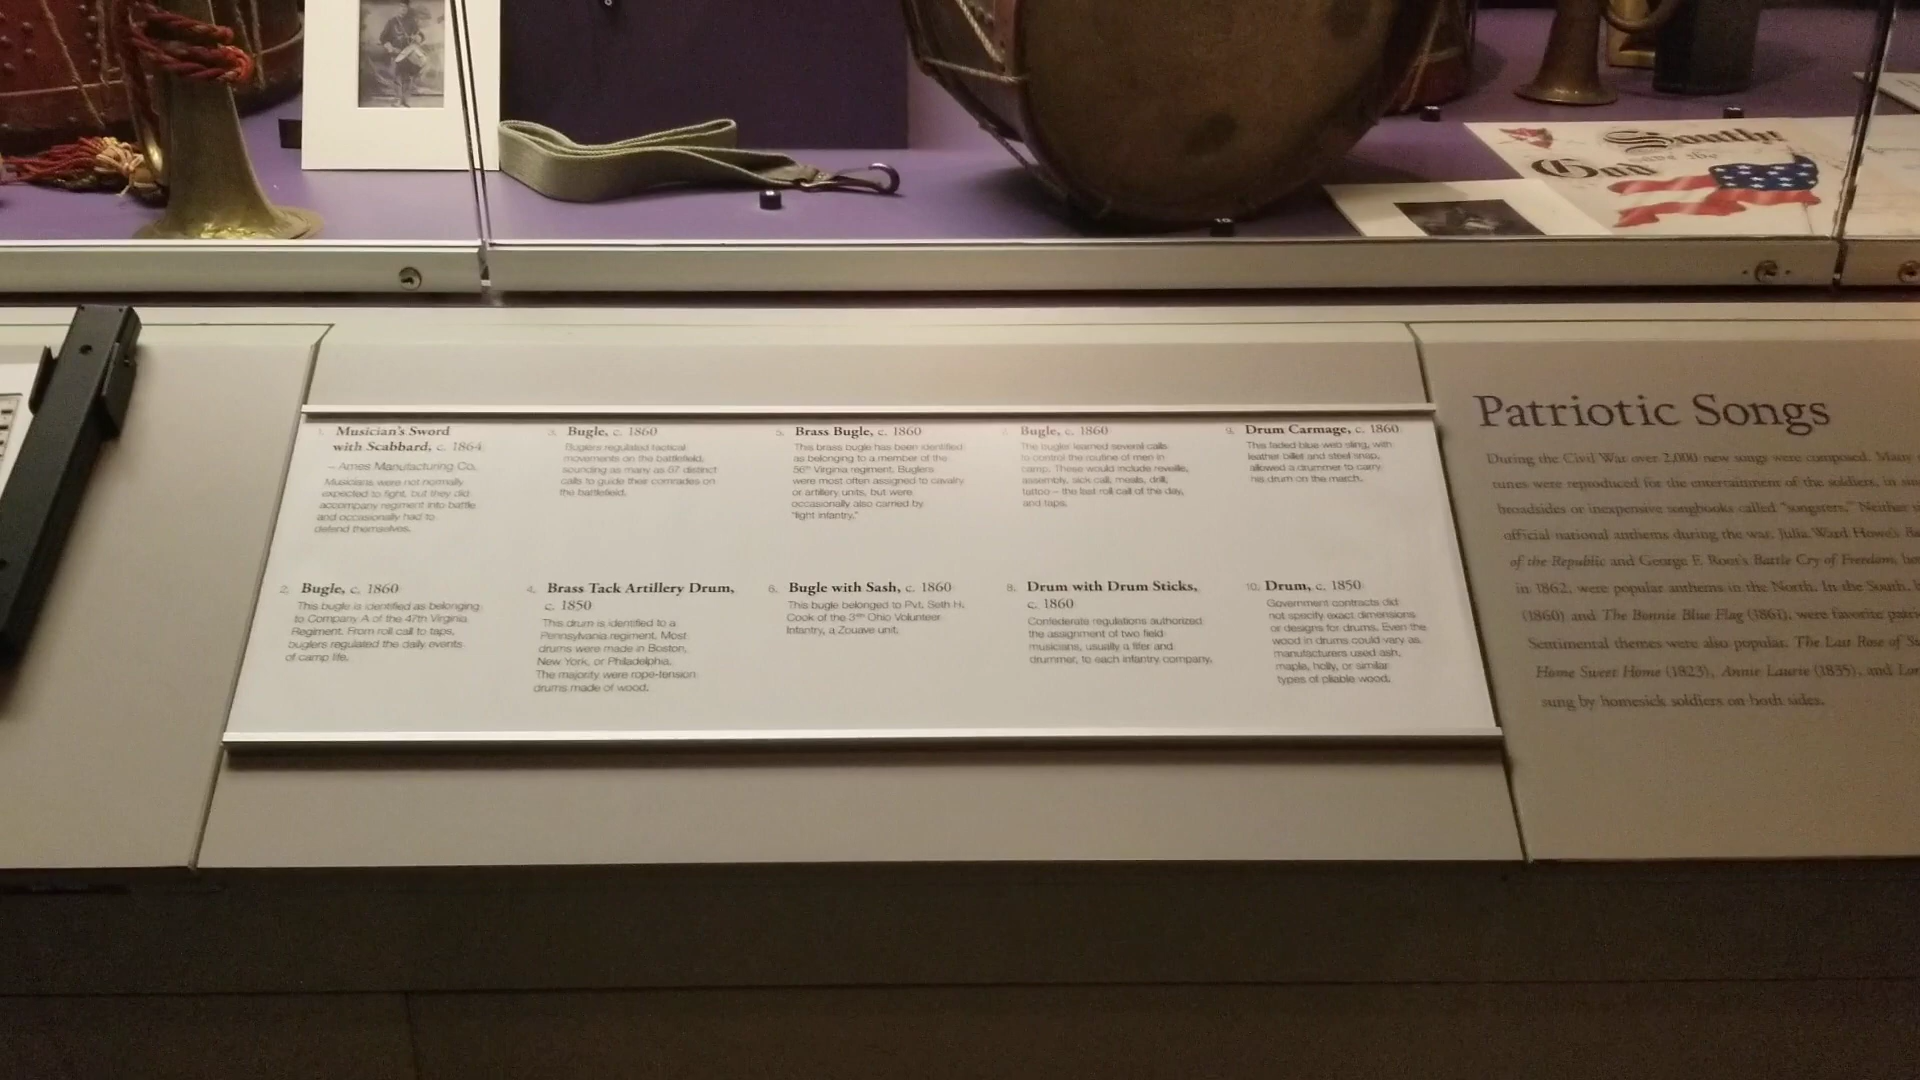 South
save the
God
10
1. Musician's Sword
with Scabbard, c. 1864
– Ames Manufacturing Co.
Musicians were not normally
expected to fight, but they did
accompany regiment into battle
and occasionally had to
defend themselves.
3. Bugle, c. 1860
Buglers regulated tactical
movements on the battlefield,
sounding as many as 67 distinct
calls to guide their comrades on
the battlefield.
5. Brass Bugle, c. 1860
This brass bugle has been identified
as belonging to a member of the
56th Virginia regiment. Buglers
were most often assigned to cavalry
or artillery units, but were
occasionally also carried by
"light infantry."
7. Bugle, c. 1860
The bugler learned several calls
to control the routine of men in
camp. These would include reveille,
assembly, sick call, meals, drill,
tattoo – the last roll call of the day,
and taps.
9. Drum Carriage, c. 1860
This faded blue web sling, with
leather billet and steel snap,
allowed a drummer to carry
his drum on the march.
2. Bugle, c. 1860
This bugle is identified as belonging
to Company A of the 47th Virginia
Regiment. From roll call to taps,
buglers regulated the daily events
of camp life.
4. Brass Tack Artillery Drum,
c. 1850
This drum is identified to a
Pennsylvania regiment. Most
drums were made in Boston,
New York, or Philadelphia.
The majority were rope-tension
drums made of wood.
6. Bugle with Sash, c. 1860
This bugle belonged to Pvt. Seth H.
Cook of the 3rd Ohio Volunteer
Infantry, a Zouave unit.
8. Drum with Drum Sticks,
c. 1860
Confederate regulations authorized
the assignment of two field
musicians, usually a fifer and
drummer, to each infantry company.
10. Drum, c. 1850
Government contracts did
not specify exact dimensions
or designs for drums. Even the
wood in drums could vary as
manufacturers used ash,
maple, holly, or similar
types of pliable wood.
Patriotic Songs
During the Civil War over 2,000 new songs were composed. Many
tunes were reproduced for the entertainment of the soldiers, in
broadsides or inexpensive songbooks called "songsters." Neither
official national anthems during the war. Julia Ward Howe's
of the Republic and George F. Root's Battle Cry of Freedom,
in 1862, were popular anthems in the North. In the South,
(1860) and The Bonnie Blue Flag (1861), were favorite
Sentimental themes were also popular. The Last Rose of
Home Sweet Home (1823), Annie Laurie (1835), and
sung by homesick soldiers on both sides.